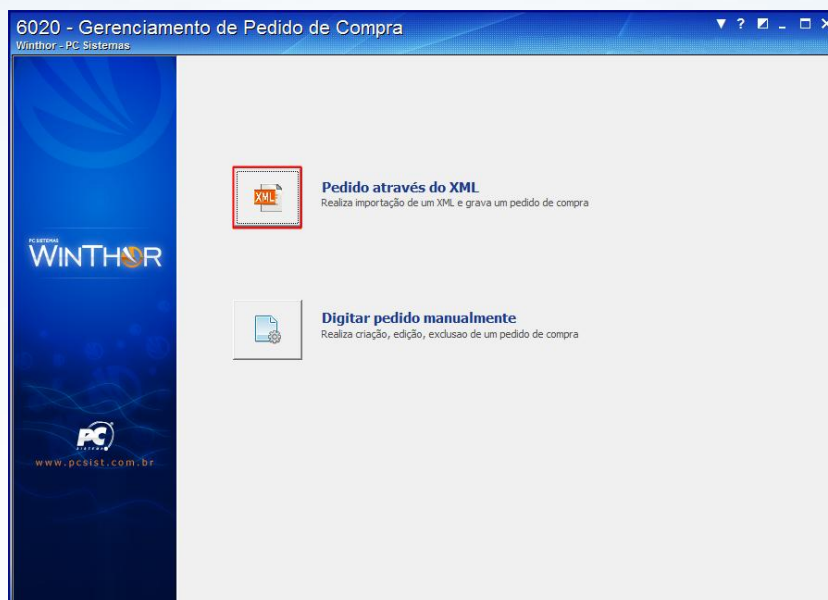 6020 - Gerenciamento de Pedido de Compra
Winthor - PC Sistemas
XML
Pedido através do XML
Realiza importação de um XML e grava um pedido de compra
PC SISTEMAS
WINTHOR
Digitar pedido manualmente
Realiza criação, edição, exclusao de um pedido de compra
PC
SISTEMAS
www.pcsist.com.br